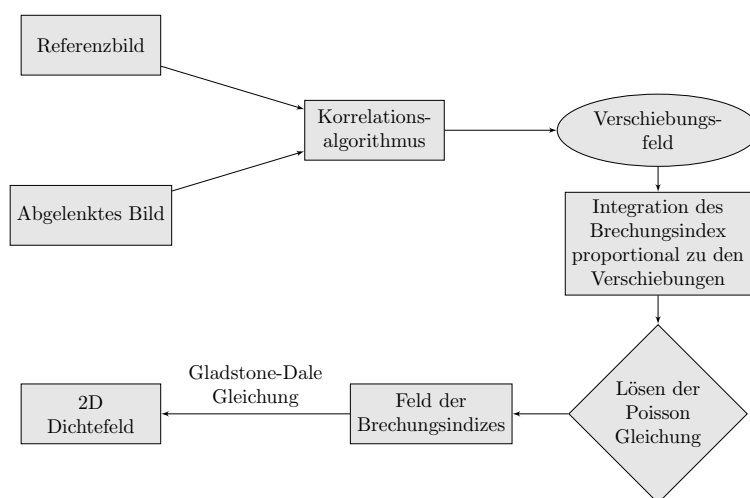 Referenzbild
Korrelations-
algorithmus
Verschiebungs-
feld
Abgelenktes Bild
Integration des
Brechungsindex
proportional zu den
Verschiebungen
Lösen der
Poisson
Gleichung
Feld der
Brechungsindizes
Gladstone-Dale
Gleichung
2D
Dichtefeld